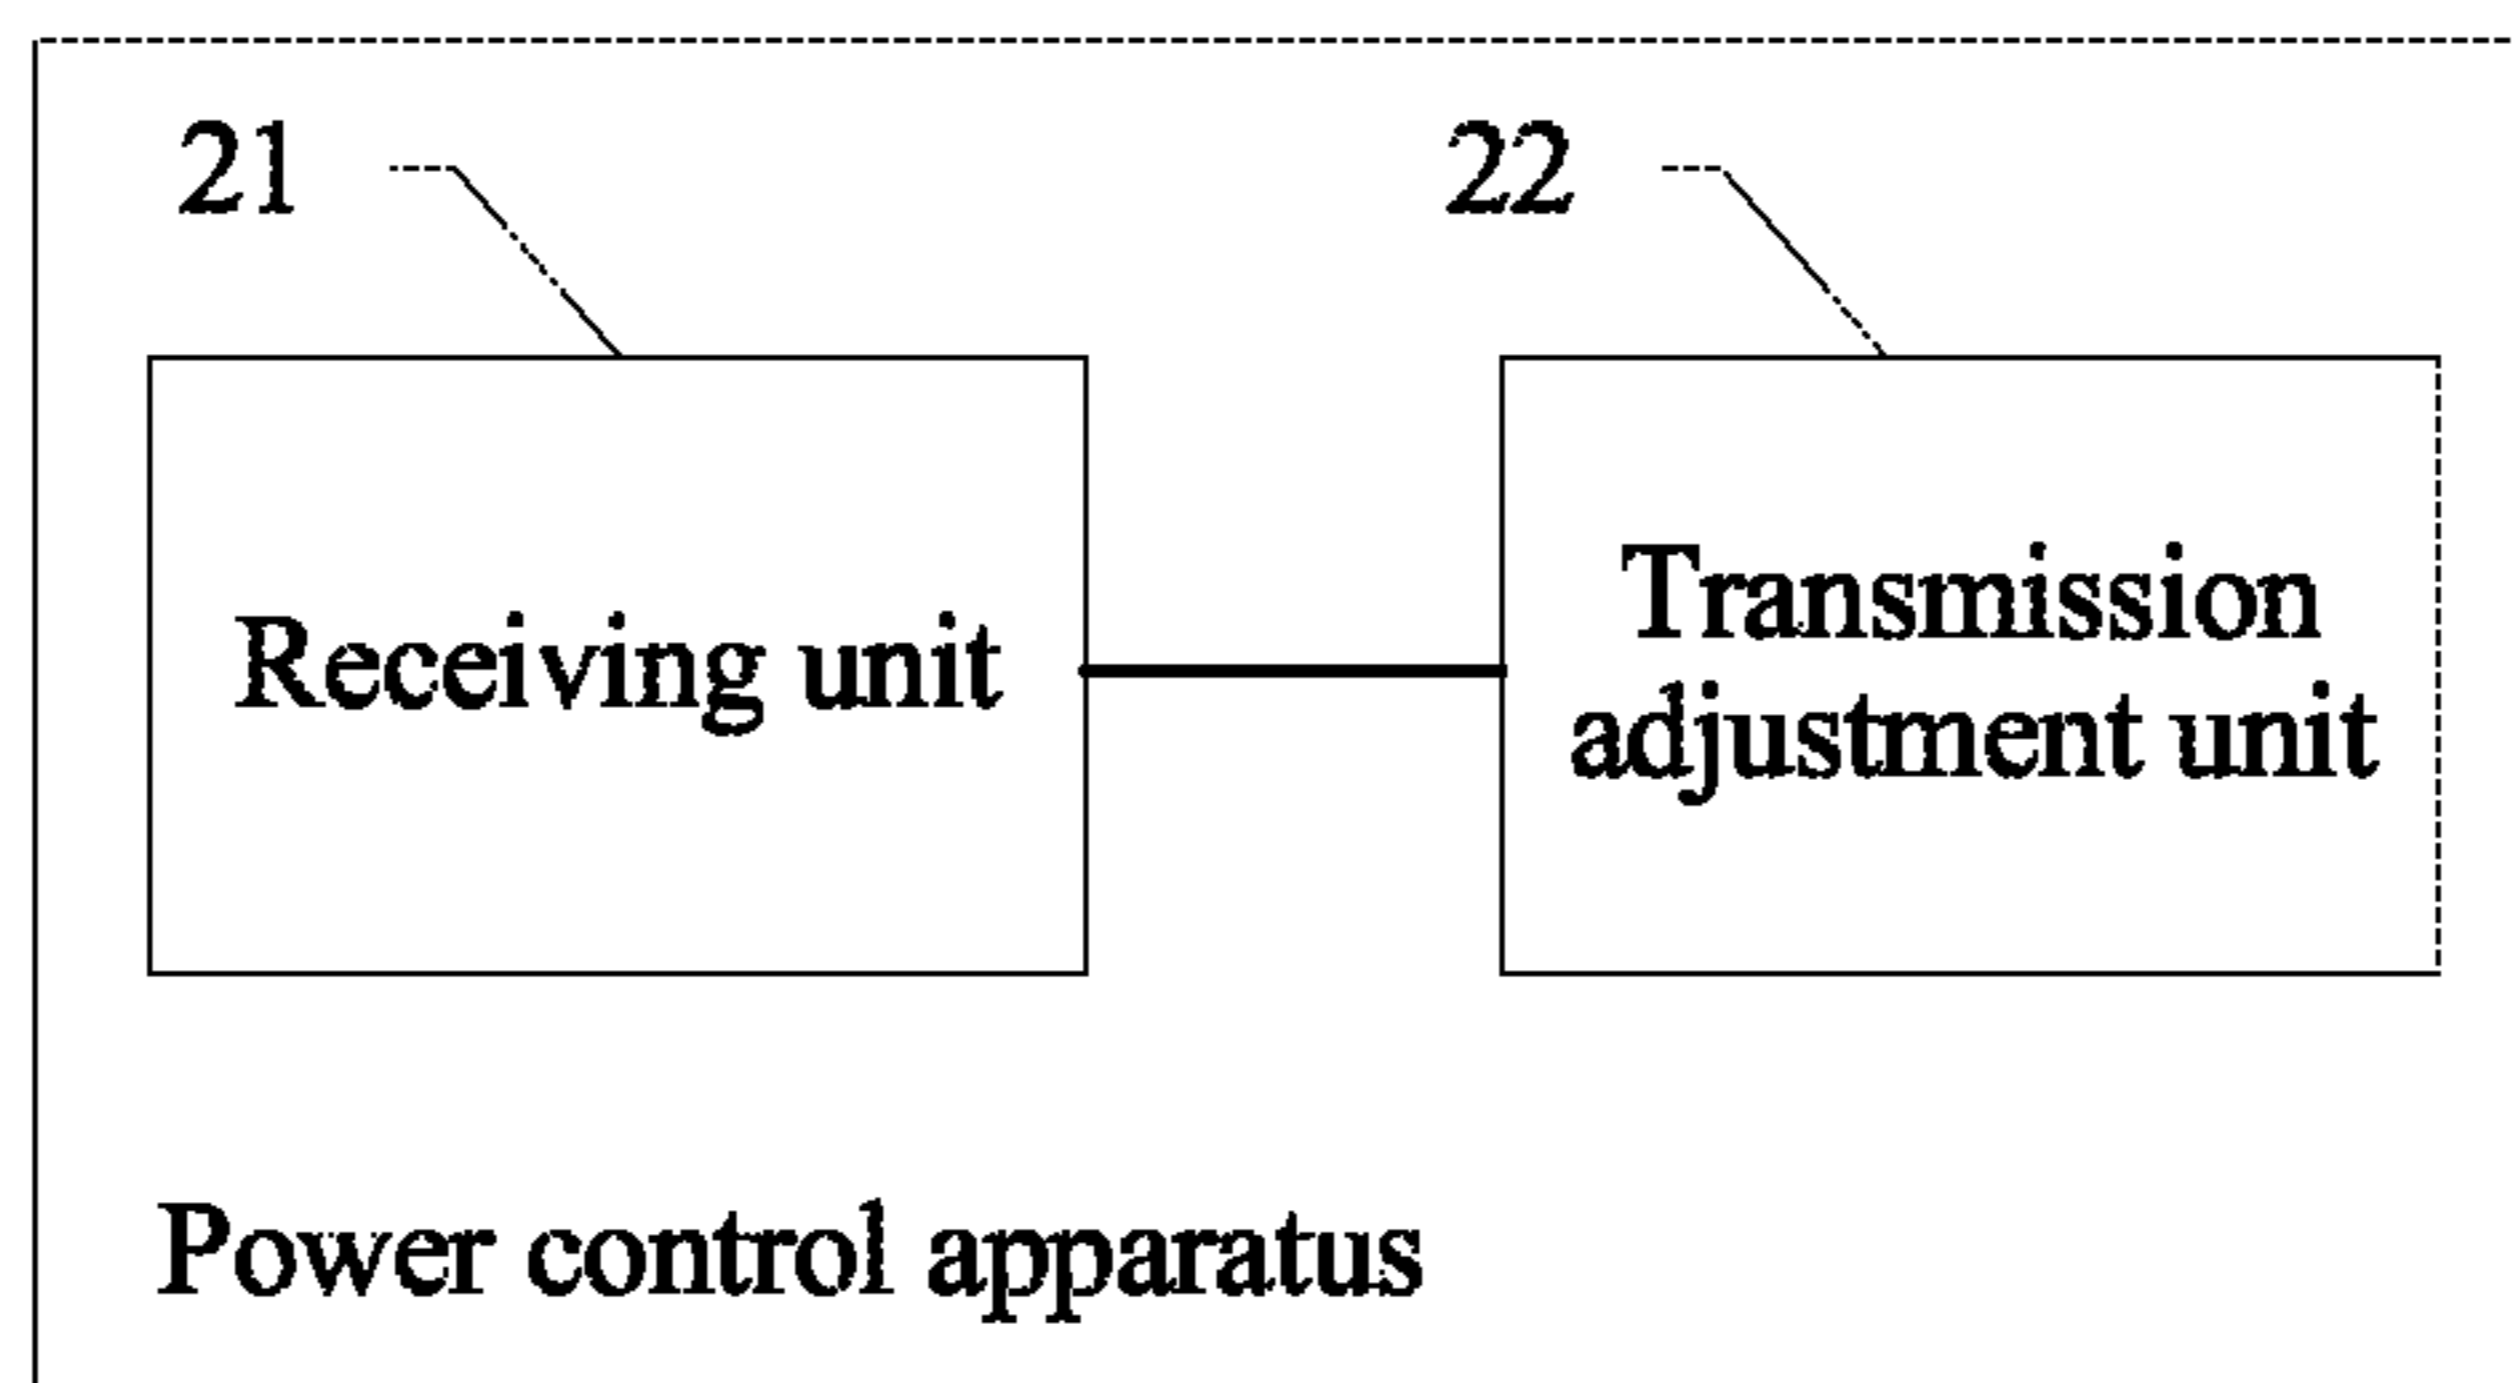 21
22
Receiving unit
Transmission
adjustment unit
Power control apparatus